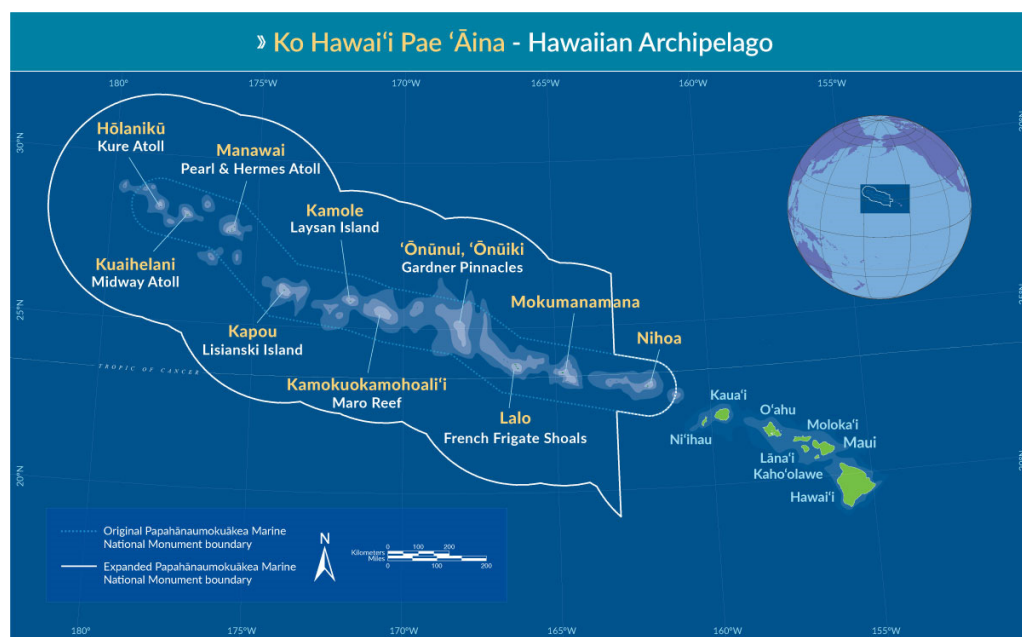 » Ko Hawaiʻi Pae ʻĀina - Hawaiian Archipelago
180° 175°W 170°W 165°W 160°W 155°W
30°N
30°N
Hōlanikū
Kure Atoll
Manawai
Pearl & Hermes Atoll
Kamole
Laysan Island
ʻŌnūnui, ʻŌnūiki
Gardner Pinnacles
Kuaihelani
Midway Atoll
Mokumanamana
Nihoa
25°N
25°N
Kapou
Lisianski Island
TROPIC OF CANCER
Kamokuokamohoaliʻi
Maro Reef
Lalo
French Frigate Shoals
Kauaʻi
Niʻihau
Oʻahu
Molokaʻi
Maui
Lānaʻi
Kahoʻolawe
Hawaiʻi
20°N
20°N
Original Papahānaumokuākea Marine
National Monument boundary
Expanded Papahānaumokuākea Marine
National Monument boundary
N
0 100 200
Kilometers
Miles
0 100 200
180° 175°W 170°W 165°W 160°W 155°W